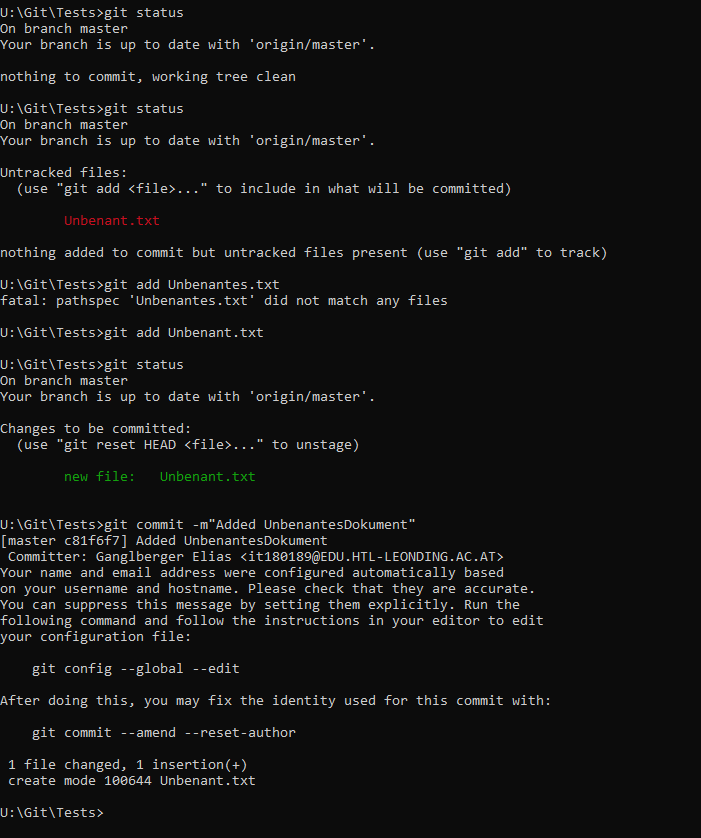 U:\Git\Tests>git status
On branch master
Your branch is up to date with 'origin/master'.
nothing to commit, working tree clean
U:\Git\Tests>git status
On branch master
Your branch is up to date with 'origin/master'.
Untracked files:
  (use "git add <file>..." to include in what will be committed)
        Unbenant.txt
nothing added to commit but untracked files present (use "git add" to track)
U:\Git\Tests>git add Unbenantes.txt
fatal: pathspec 'Unbenantes.txt' did not match any files
U:\Git\Tests>git add Unbenant.txt
U:\Git\Tests>git status
On branch master
Your branch is up to date with 'origin/master'.
Changes to be committed:
  (use "git reset HEAD <file>..." to unstage)
        new file:   Unbenant.txt
U:\Git\Tests>git commit -m"Added UnbenantesDokument"
[master c81f6f7] Added UnbenantesDokument
 Committer: Ganglberger Elias <it180189@EDU.HTL-LEONDING.AC.AT>
Your name and email address were configured automatically based
on your username and hostname. Please check that they are accurate.
You can suppress this message by setting them explicitly. Run the
following command and follow the instructions in your editor to edit
your configuration file:
    git config --global --edit
After doing this, you may fix the identity used for this commit with:
    git commit --amend --reset-author
 1 file changed, 1 insertion(+)
 create mode 100644 Unbenant.txt
U:\Git\Tests>